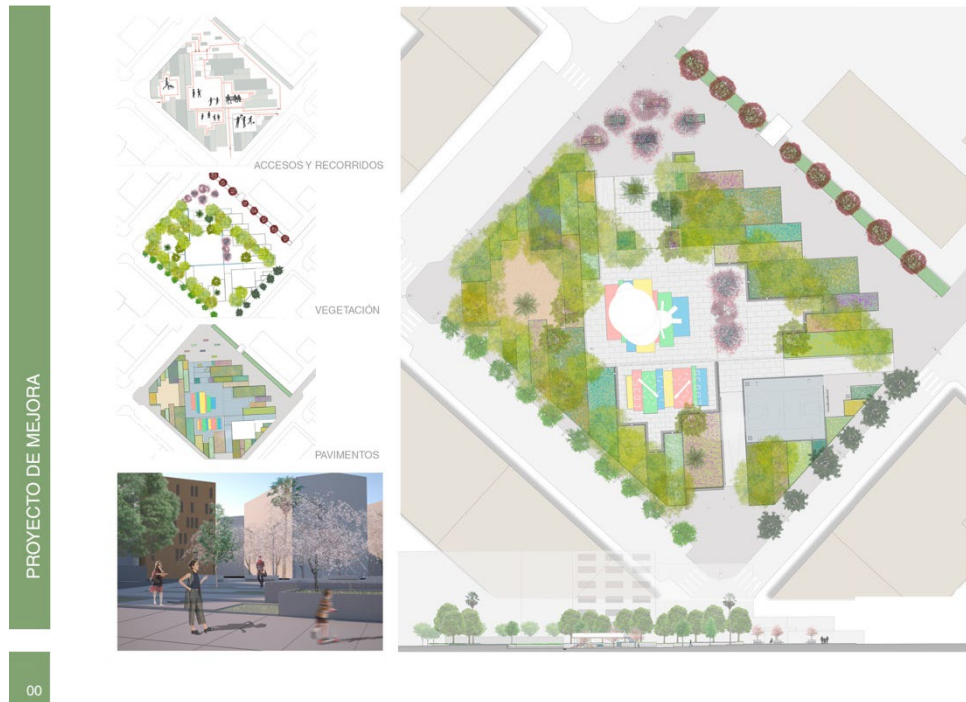 PROYECTO DE MEJORA
00
ACCESOS Y RECORRIDOS
VEGETACIÓN
PAVIMENTOS